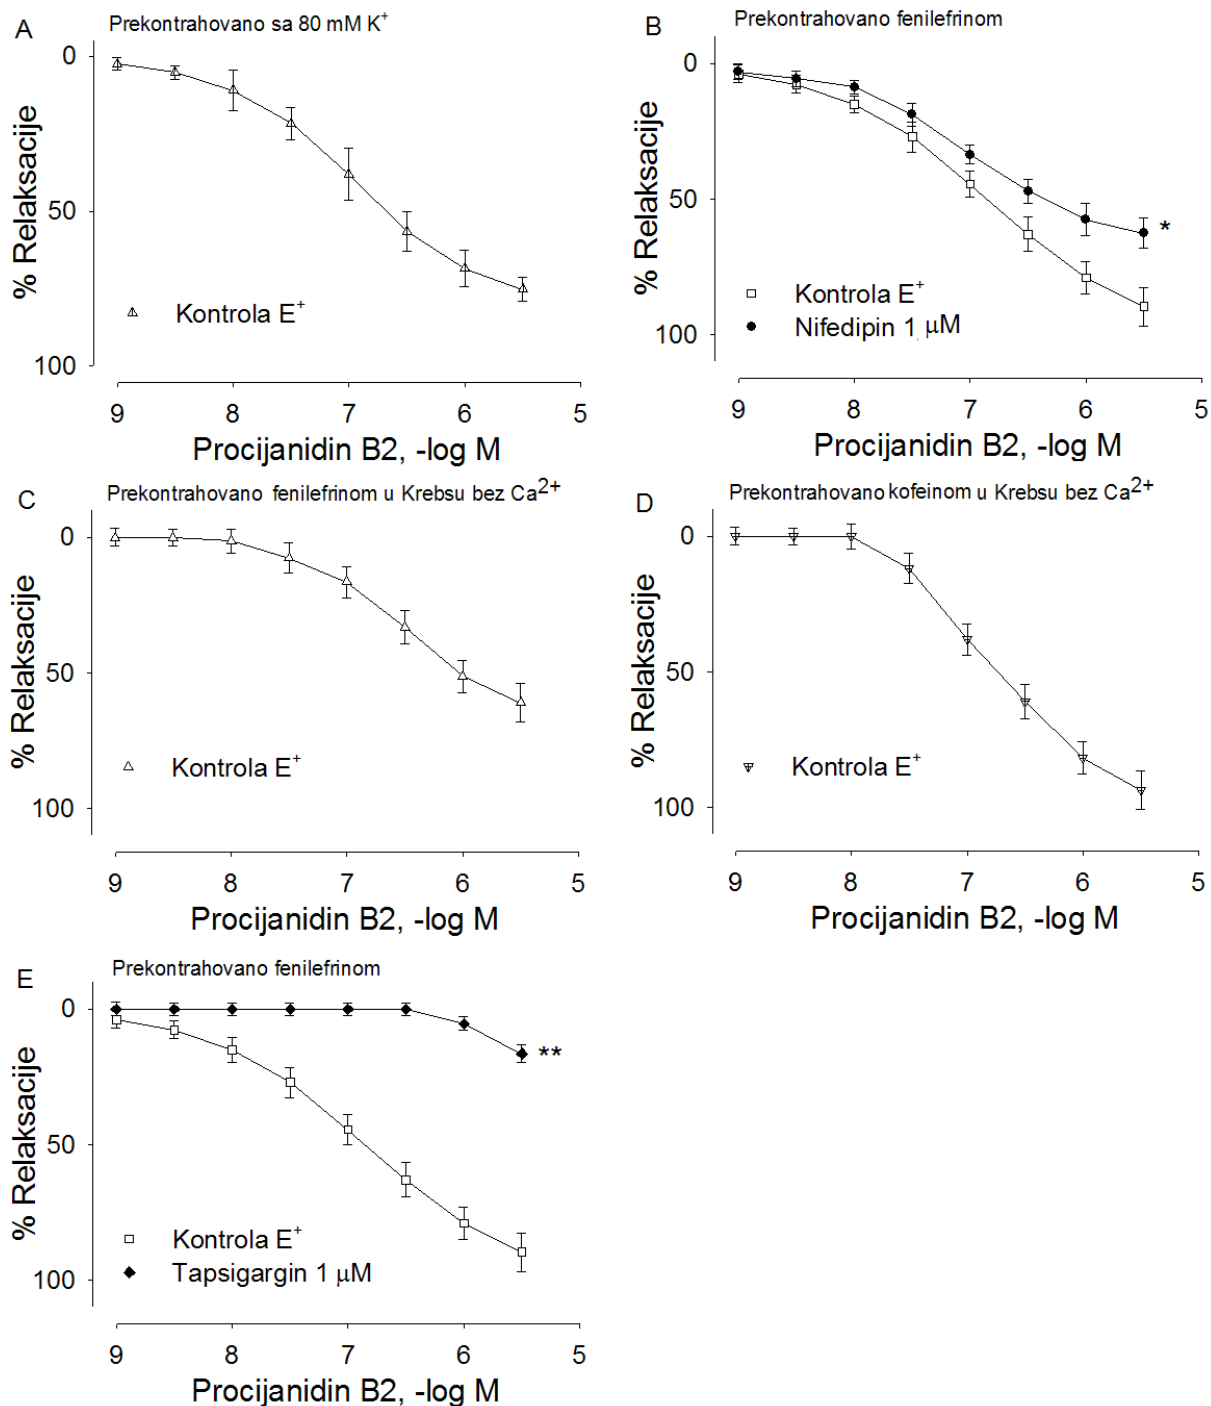 A
Prekontrahovano sa 80 mM K⁺
0
50
100
% Relaksacije
Kontrola E⁺
9 8 7 6 5
Procijanidin B2, -log M
B
Prekontrahovano fenilefrinom
0
50
100
% Relaksacije
*
Kontrola E⁺
Nifedipin 1 μM
9 8 7 6 5
Procijanidin B2, -log M
C
Prekontrahovano fenilefrinom u Krebsu bez Ca²⁺
0
50
100
% Relaksacije
Kontrola E⁺
9 8 7 6 5
Procijanidin B2, -log M
D
Prekontrahovano kofeinom u Krebsu bez Ca²⁺
0
50
100
% Relaksacije
Kontrola E⁺
9 8 7 6 5
Procijanidin B2, -log M
E
Prekontrahovano fenilefrinom
0
50
100
% Relaksacije
**
Kontrola E⁺
Tapsigargin 1 μM
9 8 7 6 5
Procijanidin B2, -log M